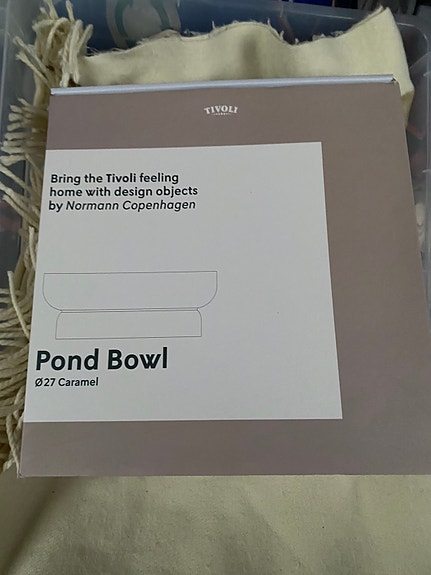 TIVOLI
Bring the Tivoli feeling
home with design objects
by Normann Copenhagen
Pond Bowl
Ø27 Caramel